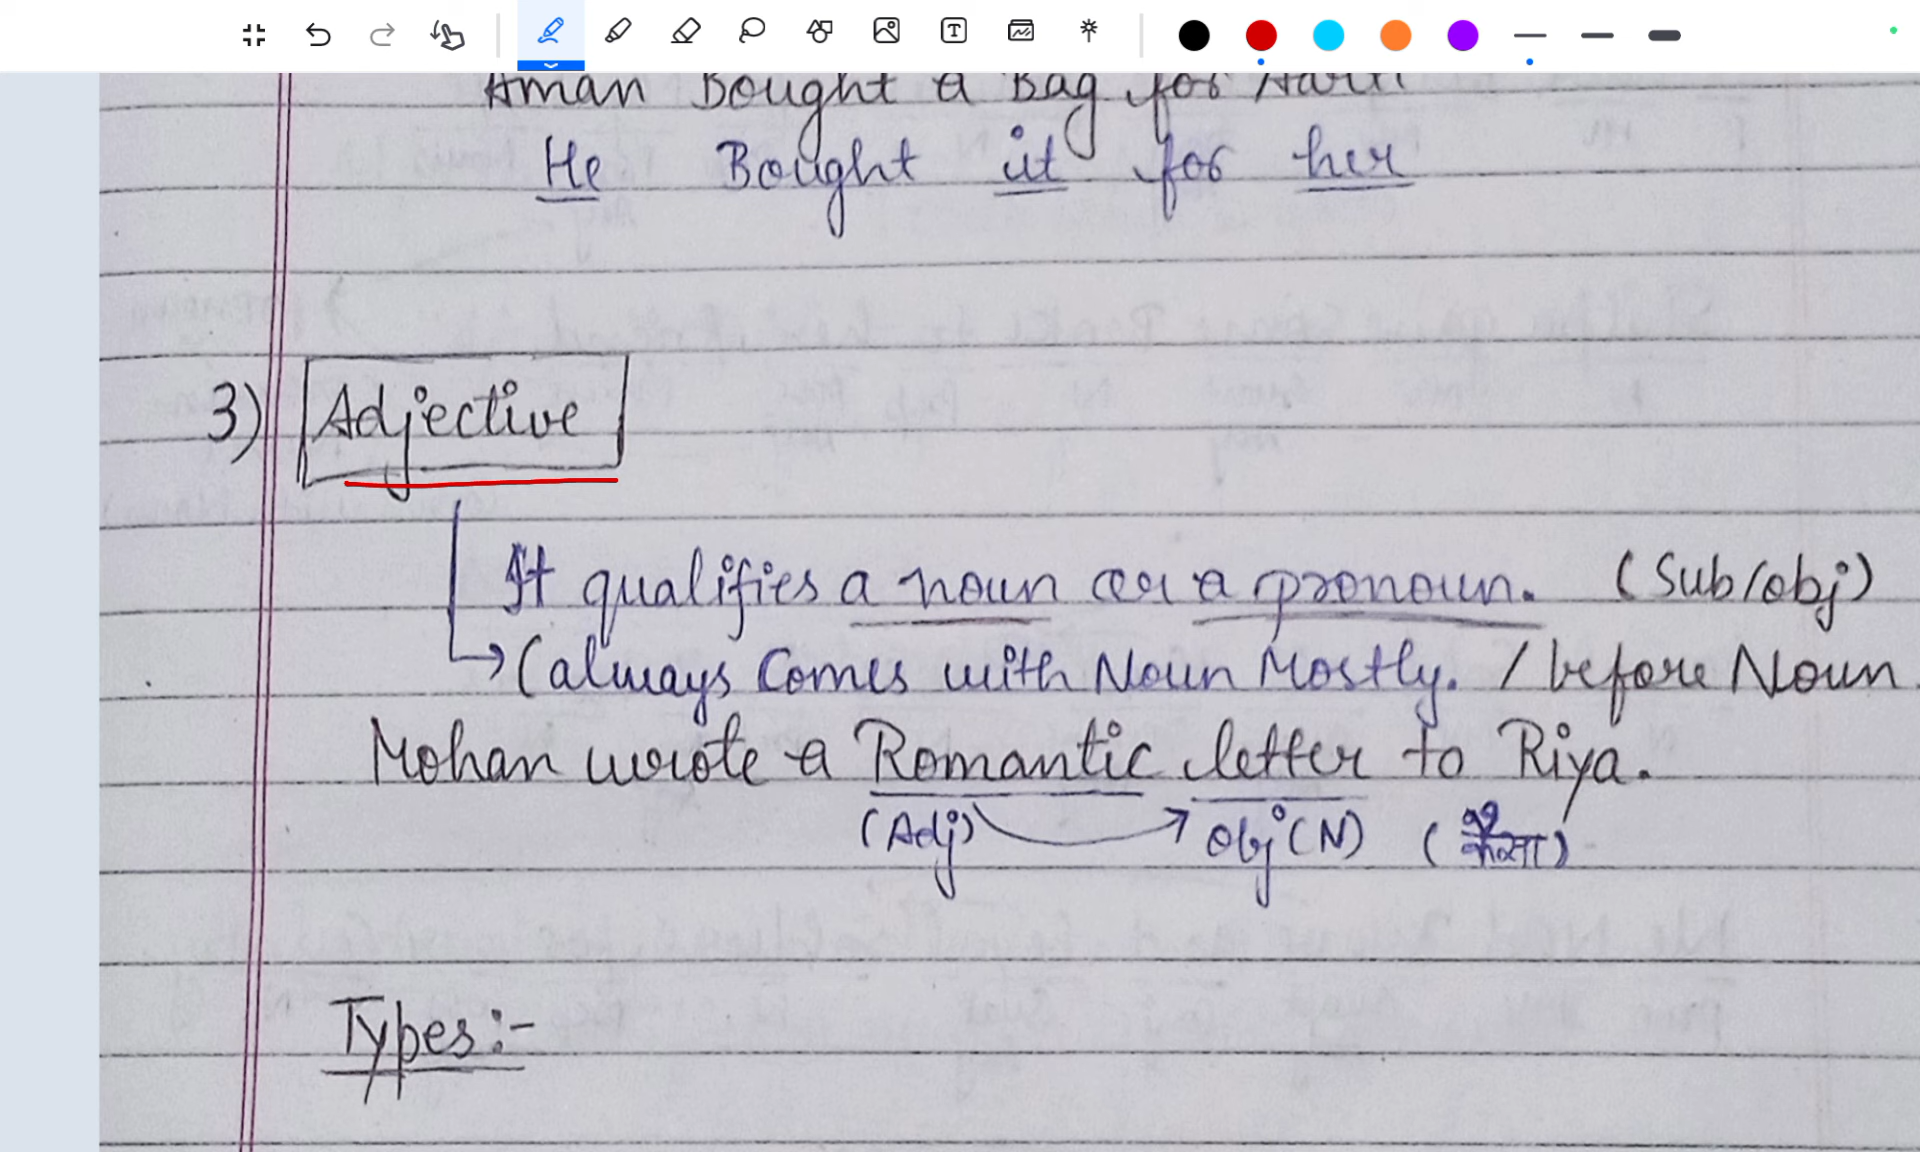 Aman Bought a Bag for Aarti
He Bought it for her
3) Adjective
It qualifies a noun or a pronoun. (Sub/obj)
(always Comes with Noun Mostly. / before Noun.
Mohan wrote a Romantic letter to Riya.
(Adj) Obj (N)
Types:-